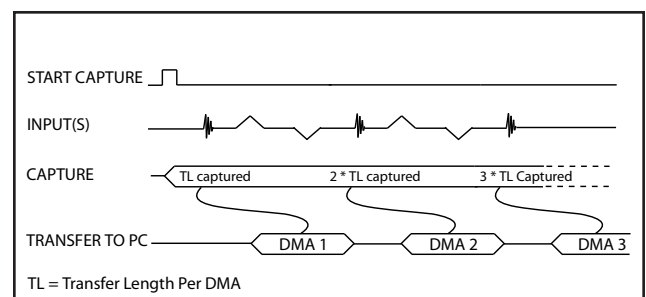 START CAPTURE
INPUT(S)
CAPTURE
TL captured 2 * TL captured 3 * TL Captured
TRANSFER TO PC
DMA 1 DMA 2 DMA 3
TL = Transfer Length Per DMA